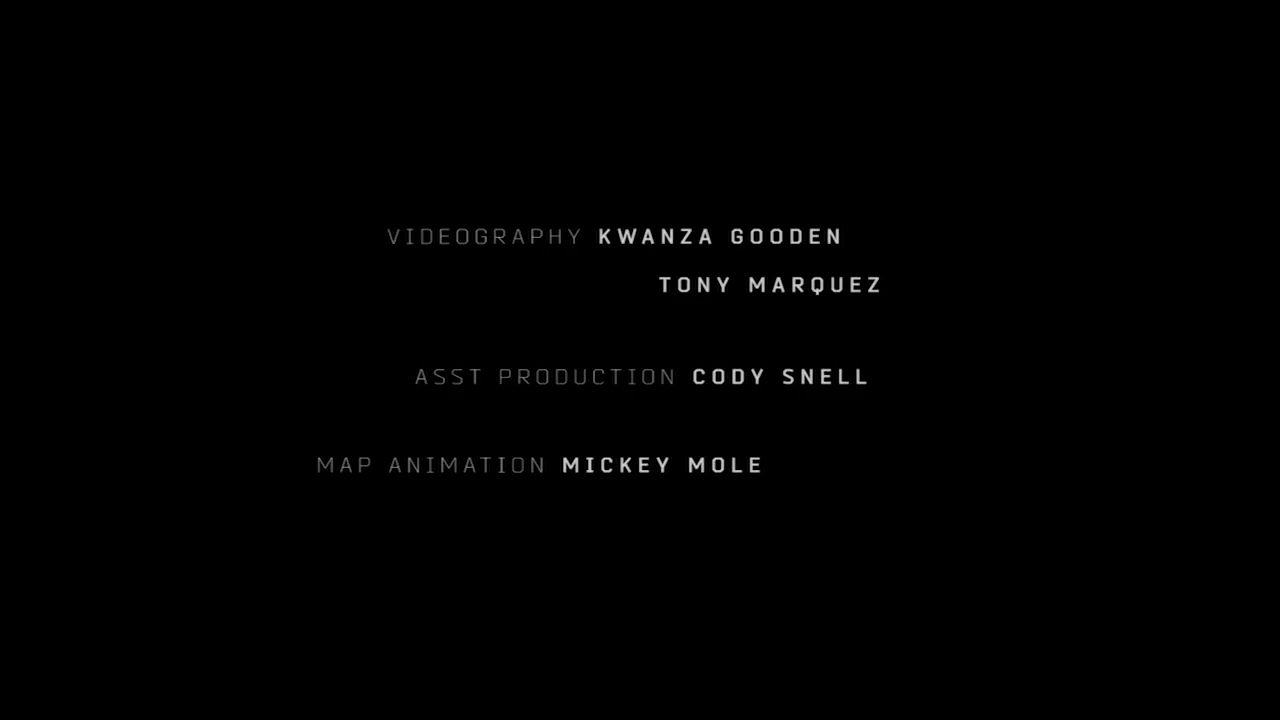 VIDEOGRAPHY KWANZA GOODEN
TONY MARQUEZ
ASST PRODUCTION CODY SNELL
MAP ANIMATION MICKEY MOLE